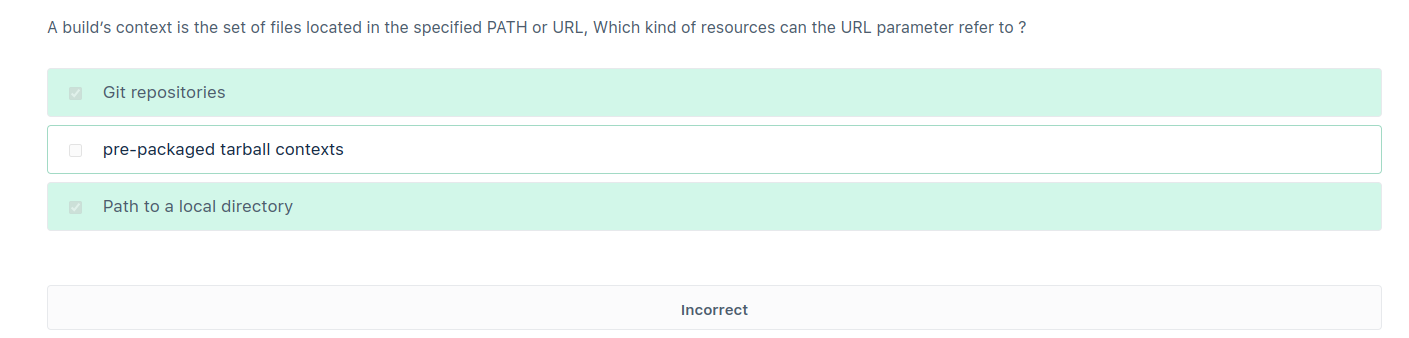 A build's context is the set of files located in the specified PATH or URL, Which kind of resources can the URL parameter refer to ?
Git repositories
pre-packaged tarball contexts
Path to a local directory
Incorrect